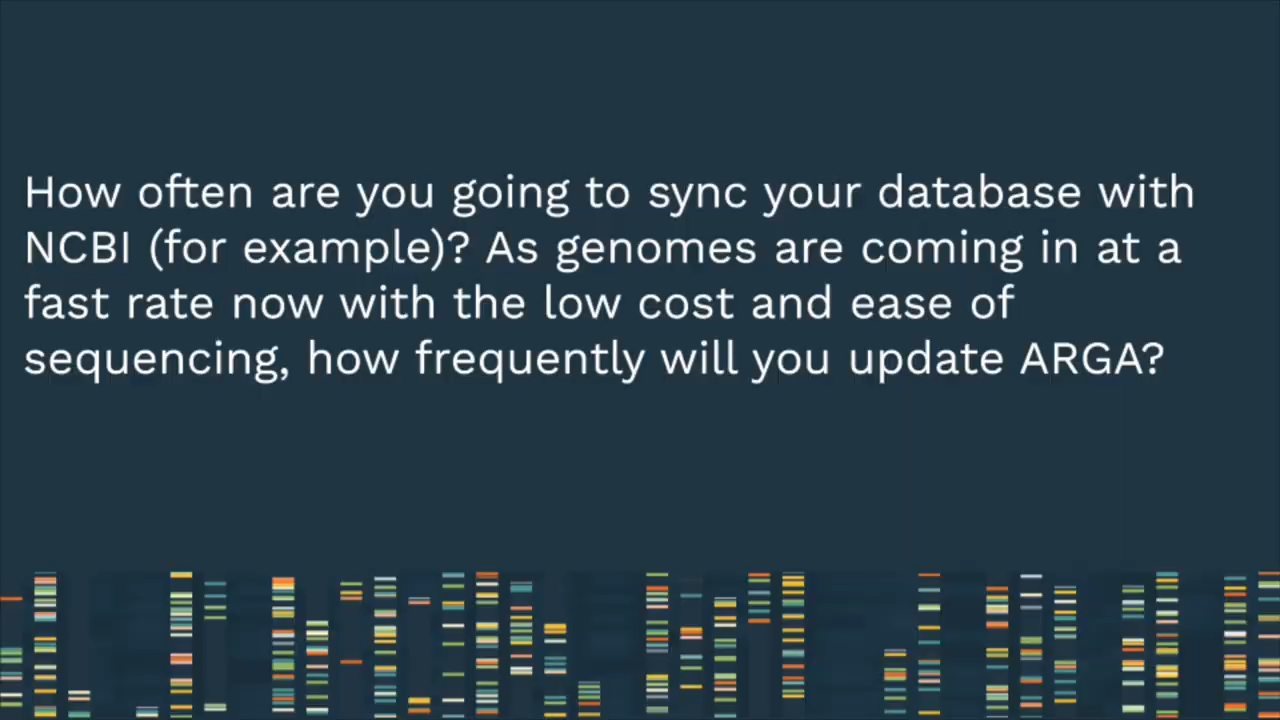 How often are you going to sync your database with
NCBI (for example)? As genomes are coming in at a
fast rate now with the low cost and ease of
sequencing, how frequently will you update ARGA?